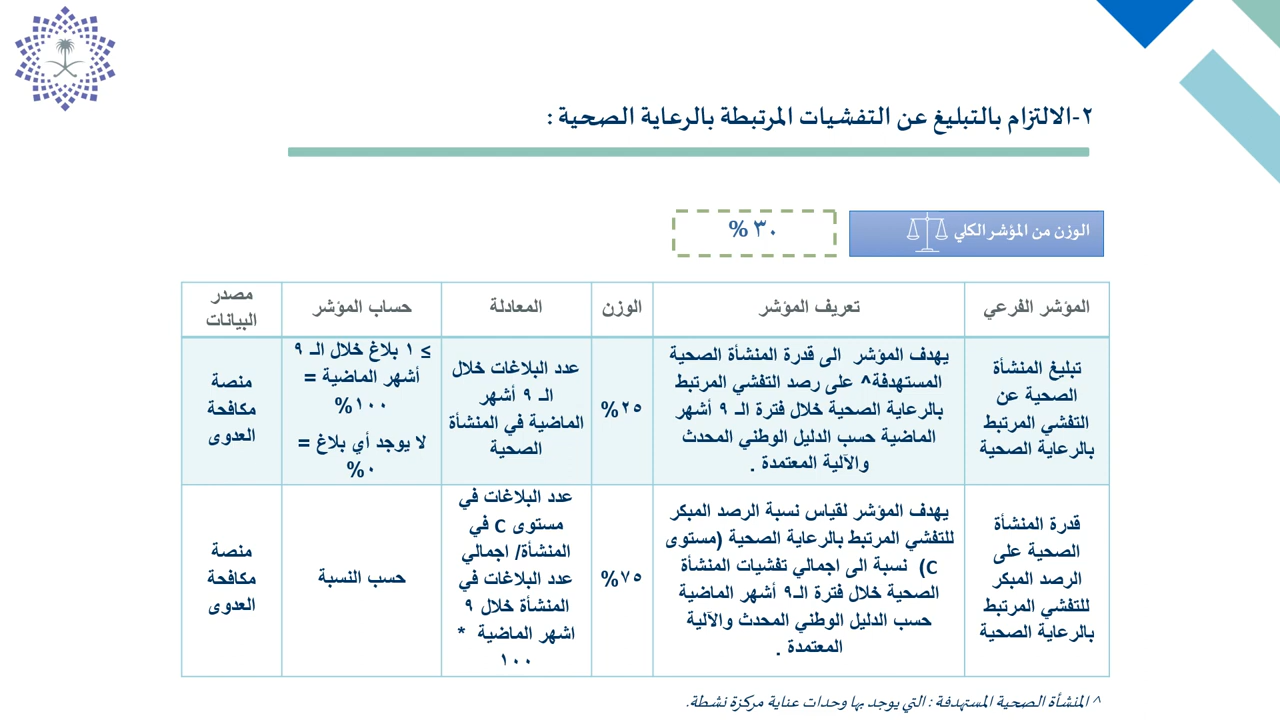 ٢-الالتزام بالتبليغ عن التفشيات المرتبطة بالرعاية الصحية :
الوزن من المؤشر الكلي
٣٠ %
المؤشر الفرعي
تعريف المؤشر
الوزن
المعادلة
حساب المؤشر
مصدر
البيانات
تبليغ المنشأة
الصحية عن
التفشي المرتبط
بالرعاية الصحية
يهدف المؤشر الى قدرة المنشأة الصحية
المستهدفة^ على رصد التفشي المرتبط
بالرعاية الصحية خلال فترة الـ ٩ أشهر
الماضية حسب الدليل الوطني المحدث
والآلية المعتمدة .
٢٥%
عدد البلاغات خلال
الـ ٩ أشهر
الماضية في المنشأة
الصحية
≥ ١ بلاغ خلال الـ ٩
أشهر الماضية =
١٠٠%
لا يوجد أي بلاغ =
٠%
منصة
مكافحة
العدوى
قدرة المنشأة
الصحية على
الرصد المبكر
للتفشي المرتبط
بالرعاية الصحية
يهدف المؤشر لقياس نسبة الرصد المبكر
للتفشي المرتبط بالرعاية الصحية (مستوى
C) نسبة الى اجمالي تفشيات المنشأة
الصحية خلال فترة الـ٩ أشهر الماضية
حسب الدليل الوطني المحدث والآلية
المعتمدة .
٧٥%
عدد البلاغات في
مستوى C في
المنشأة/ اجمالي
عدد البلاغات في
المنشأة خلال ٩
اشهر الماضية *
١٠٠
حسب النسبة
منصة
مكافحة
العدوى
^ المنشأة الصحية المستهدفة : التي يوجد بها وحدات عناية مركزة نشطة.